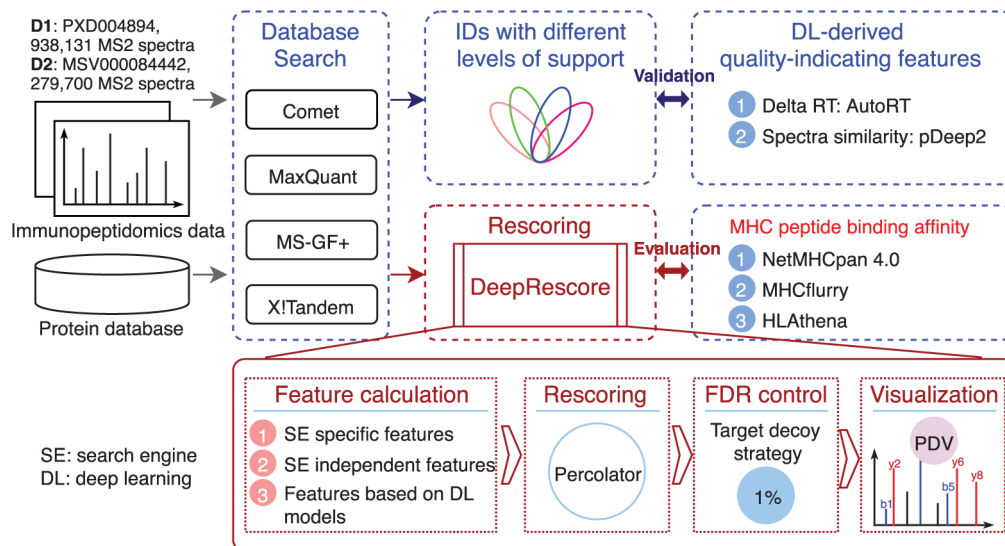 D1: PXD004894,
938,131 MS2 spectra
D2: MSV000084442,
279,700 MS2 spectra
Immunopeptidomics data
Protein database
Database
Search
Comet
MaxQuant
MS-GF+
X!Tandem
IDs with different
levels of support
Validation
DL-derived
quality-indicating features
1 Delta RT: AutoRT
2 Spectra similarity: pDeep2
Rescoring
DeepRescore
Evaluation
MHC peptide binding affinity
1 NetMHCpan 4.0
2 MHCflurry
3 HLAthena
SE: search engine
DL: deep learning
Feature calculation
1 SE specific features
2 SE independent features
3 Features based on DL
models
Rescoring
Percolator
FDR control
Target decoy
strategy
1%
Visualization
PDV
y2
y6
y8
b1
b5